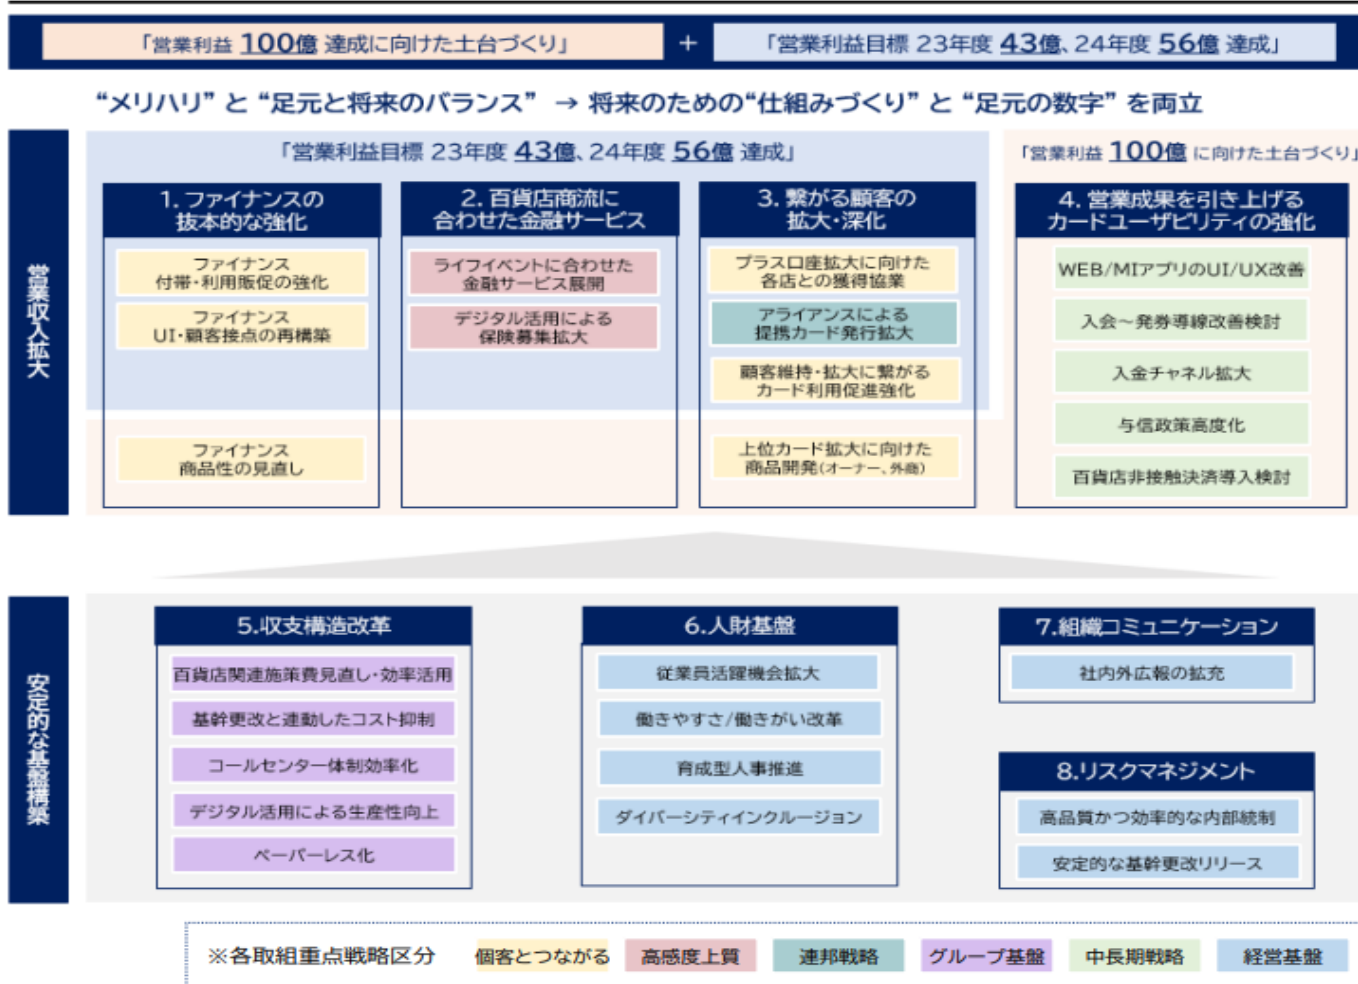 「営業利益 100億 達成に向けた土台づくり」
+
「営業利益目標 23年度 43億、24年度 56億 達成」
“メリハリ” と “足元と将来のバランス” → 将来のための“仕組みづくり” と “足元の数字” を両立
営業収入拡大
「営業利益目標 23年度 43億、24年度 56億 達成」
「営業利益 100億 に向けた土台づくり」
1. ファイナンスの
抜本的な強化
ファイナンス
付帯・利用販促の強化
ファイナンス
UI・顧客接点の再構築
ファイナンス
商品性の見直し
2. 百貨店商流に
合わせた金融サービス
ライフイベントに合わせた
金融サービス展開
デジタル活用による
保険募集拡大
3. 繋がる顧客の
拡大・深化
プラス口座拡大に向けた
各店との獲得協業
アライアンスによる
提携カード発行拡大
顧客維持・拡大に繋がる
カード利用促進強化
上位カード拡大に向けた
商品開発(オーナー、外商)
4. 営業成果を引き上げる
カードユーザビリティの強化
WEB/MIアプリのUI/UX改善
入会～発券導線改善検討
入金チャネル拡大
与信政策高度化
百貨店非接触決済導入検討
安定的な基盤構築
5.収支構造改革
百貨店関連施策費見直し・効率活用
基幹更改と連動したコスト抑制
コールセンター体制効率化
デジタル活用による生産性向上
ペーパーレス化
6.人財基盤
従業員活躍機会拡大
働きやすさ/働きがい改革
育成型人事推進
ダイバーシティインクルージョン
7.組織コミュニケーション
社内外広報の拡充
8.リスクマネジメント
高品質かつ効率的な内部統制
安定的な基幹更改リリース
※各取組重点戦略区分
個客とつながる
高感度上質
連邦戦略
グループ基盤
中長期戦略
経営基盤